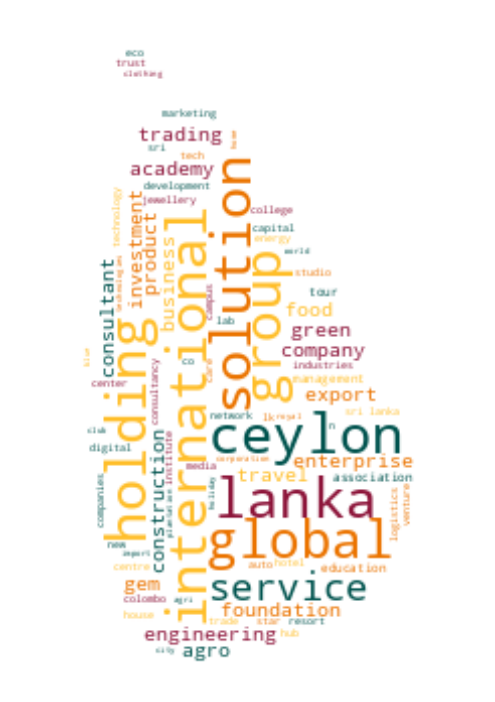 eco
trust
clothing
marketing
trading
sri
tech
academy
development
jewellery
solution
college
technology
investment
product
international
business
capital
energy
world
group
studio
consultant
technologies
holding
campus
tour
food
lab
green
company
industries
co
care
center
consultancy
management
export
network
lk
royal
sri lanka
n
ceylon
club
digital
construction
institute
media
corporation
enterprise
travel
association
plantation
holiday
companies
lanka
logistics
venture
global
new
import
centre
auto
hotel
education
gem
service
colombo
agri
house
foundation
trade
star
resort
engineering
hub
city
agro